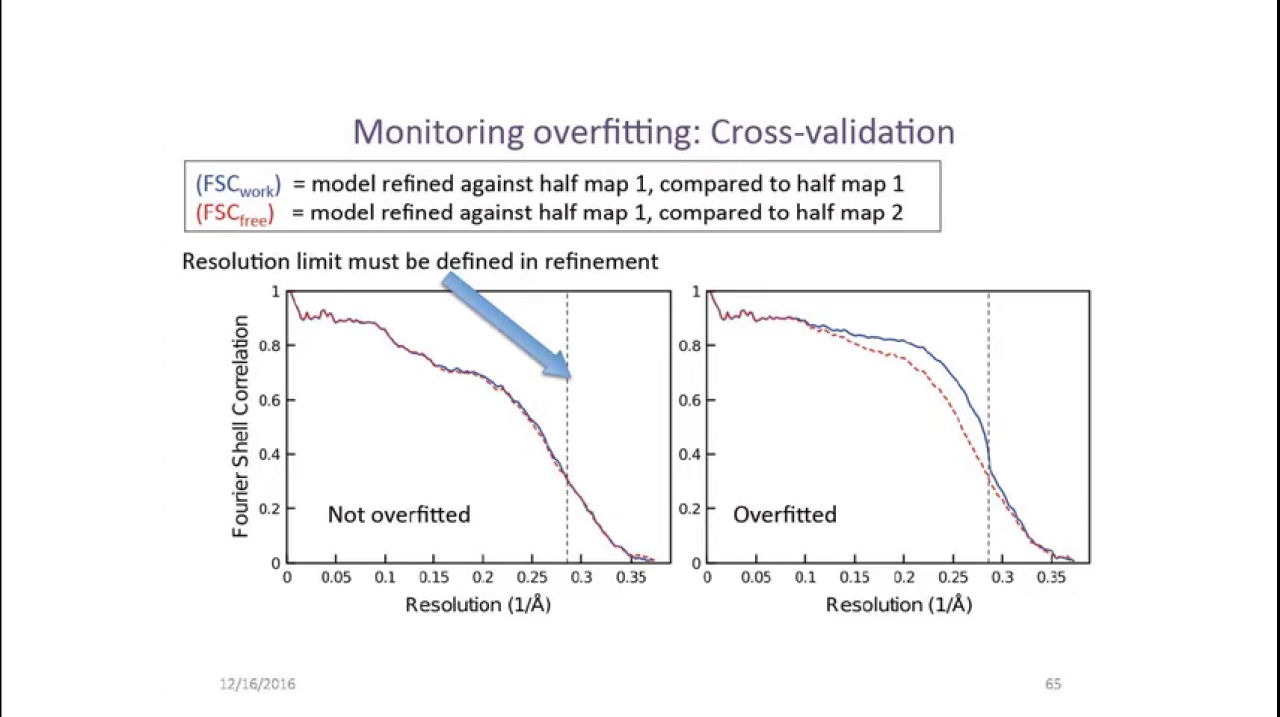 Monitoring overfitting: Cross-validation
(FSCwork) = model refined against half map 1, compared to half map 1
(FSCfree) = model refined against half map 1, compared to half map 2
Resolution limit must be defined in refinement
Fourier Shell Correlation
1
0.8
0.6
0.4
0.2
0
Not overfitted
0 0.05 0.1 0.15 0.2 0.25 0.3 0.35
Resolution (1/Å)
1
0.8
0.6
0.4
0.2
0
Overfitted
0 0.05 0.1 0.15 0.2 0.25 0.3 0.35
Resolution (1/Å)
12/16/2016
65